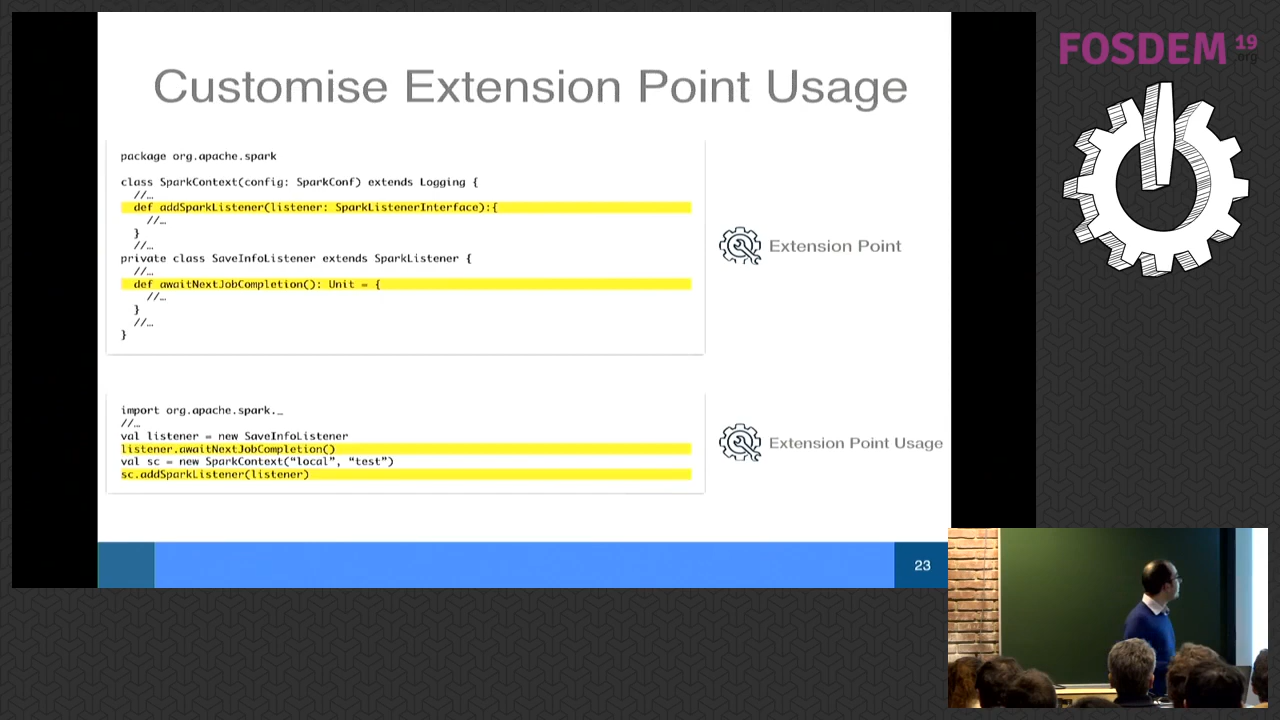 Customise Extension Point Usage
package org.apache.spark
class SparkContext(config: SparkConf) extends Logging {
//…
def addSparkListener(listener: SparkListenerInterface):{
//…
}
//…
private class SaveInfoListener extends SparkListener {
//…
def awaitNextJobCompletion(): Unit = {
//…
}
//…
}
Extension Point
import org.apache.spark._
//…
val listener = new SaveInfoListener
listener.awaitNextJobCompletion()
val sc = new SparkContext(“local”, “test”)
sc.addSparkListener(listener)
Extension Point Usage
23
FOSDEM 19
.org